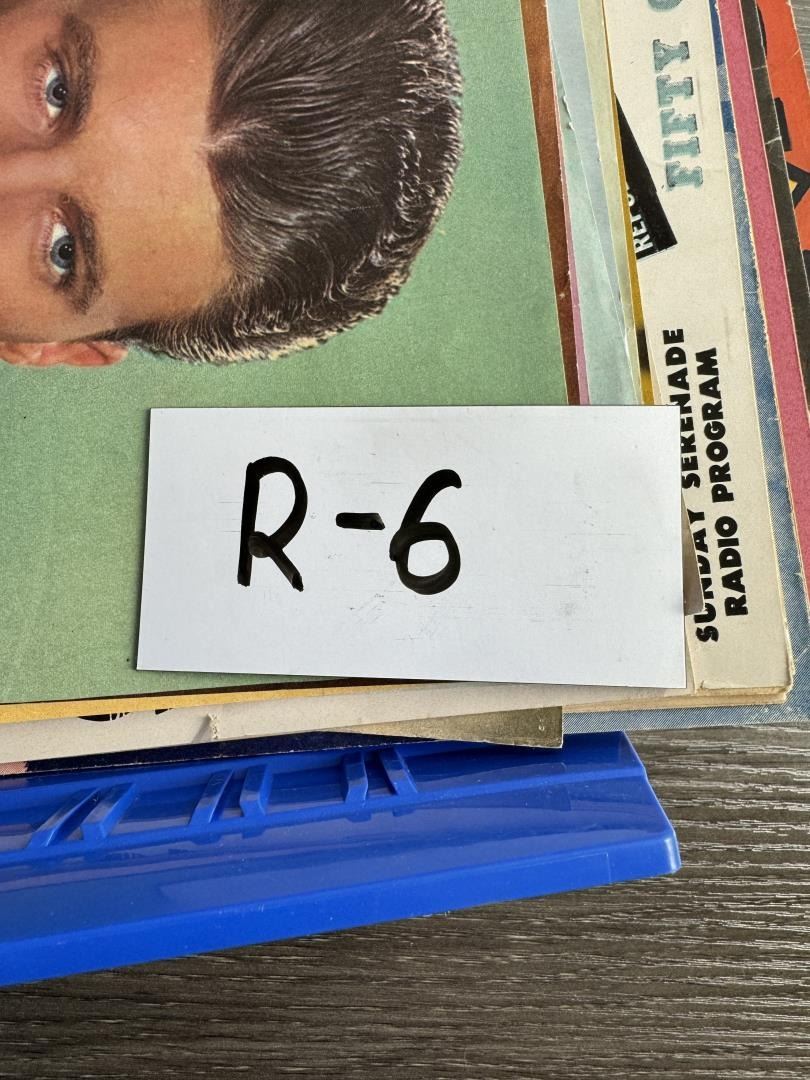 R-6
FIFTY
SUNDAY SERENADE
RADIO PROGRAM